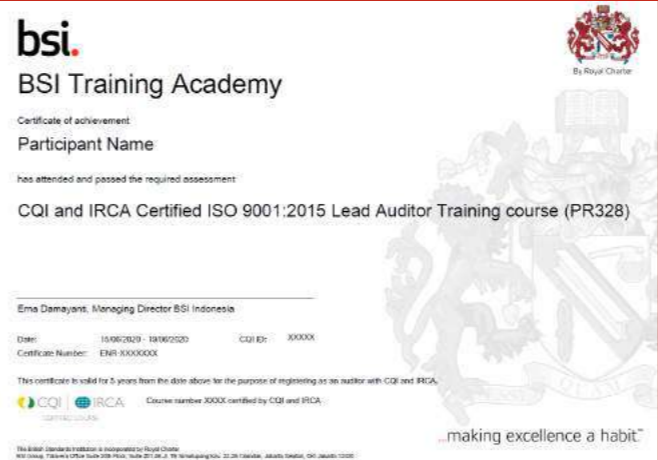 bsi.
By Royal Charter
BSI Training Academy
Certificate of achievement
Participant Name
has attended and passed the required assessment
CQI and IRCA Certified ISO 9001:2015 Lead Auditor Training course (PR328)
Erna Damayanti, Managing Director BSI Indonesia
Date: 15/06/2020 - 19/06/2020 CQI ID: XXXXX
Certificate Number: ENR-XXXXXXX
This certificate is valid for 5 years from the date above for the purpose of registering as an auditor with CQI and IRCA.
CQI IRCA Course number XXXX certified by CQI and IRCA
CERTIFIED COURSE
...making excellence a habit.™
The British Standards Institution is incorporated by Royal Charter
BSI Group,